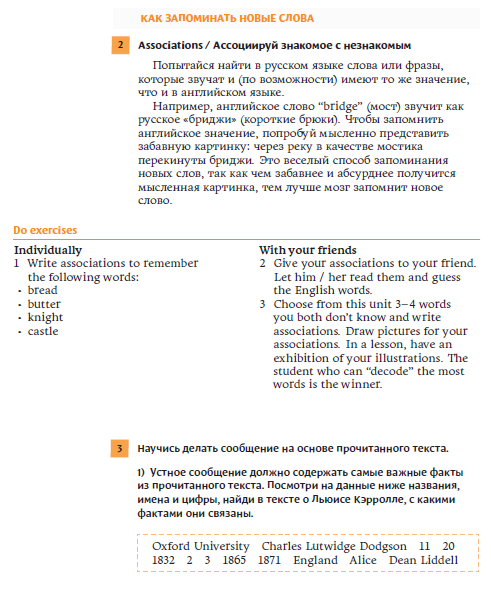 КАК ЗАПОМИНАТЬ НОВЫЕ СЛОВА
2 Associations / Ассоциируй знакомое с незнакомым
Попытайся найти в русском языке слова или фразы,
которые звучат и (по возможности) имеют то же значение,
что и в английском языке.
Например, английское слово “bridge” (мост) звучит как
русское «бриджи» (короткие брюки). Чтобы запомнить
английское значение, попробуй мысленно представить
забавную картинку: через реку в качестве мостика
перекинуты бриджи. Это веселый способ запоминания
новых слов, так как чем забавнее и абсурднее получится
мысленная картинка, тем лучше мозг запомнит новое
слово.
Do exercises
Individually
1 Write associations to remember
the following words:
• bread
• butter
• knight
• castle
With your friends
2 Give your associations to your friend.
Let him / her read them and guess
the English words.
3 Choose from this unit 3–4 words
you both don’t know and write
associations. Draw pictures for your
associations. In a lesson, have an
exhibition of your illustrations. The
student who can “decode” the most
words is the winner.
3 Научись делать сообщение на основе прочитанного текста.
1) Устное сообщение должно содержать самые важные факты
из прочитанного текста. Посмотри на данные ниже названия,
имена и цифры, найди в тексте о Льюисе Кэрролле, с какими
фактами они связаны.
Oxford University Charles Lutwidge Dodgson 11 20
1832 2 3 1865 1871 England Alice Dean Liddell